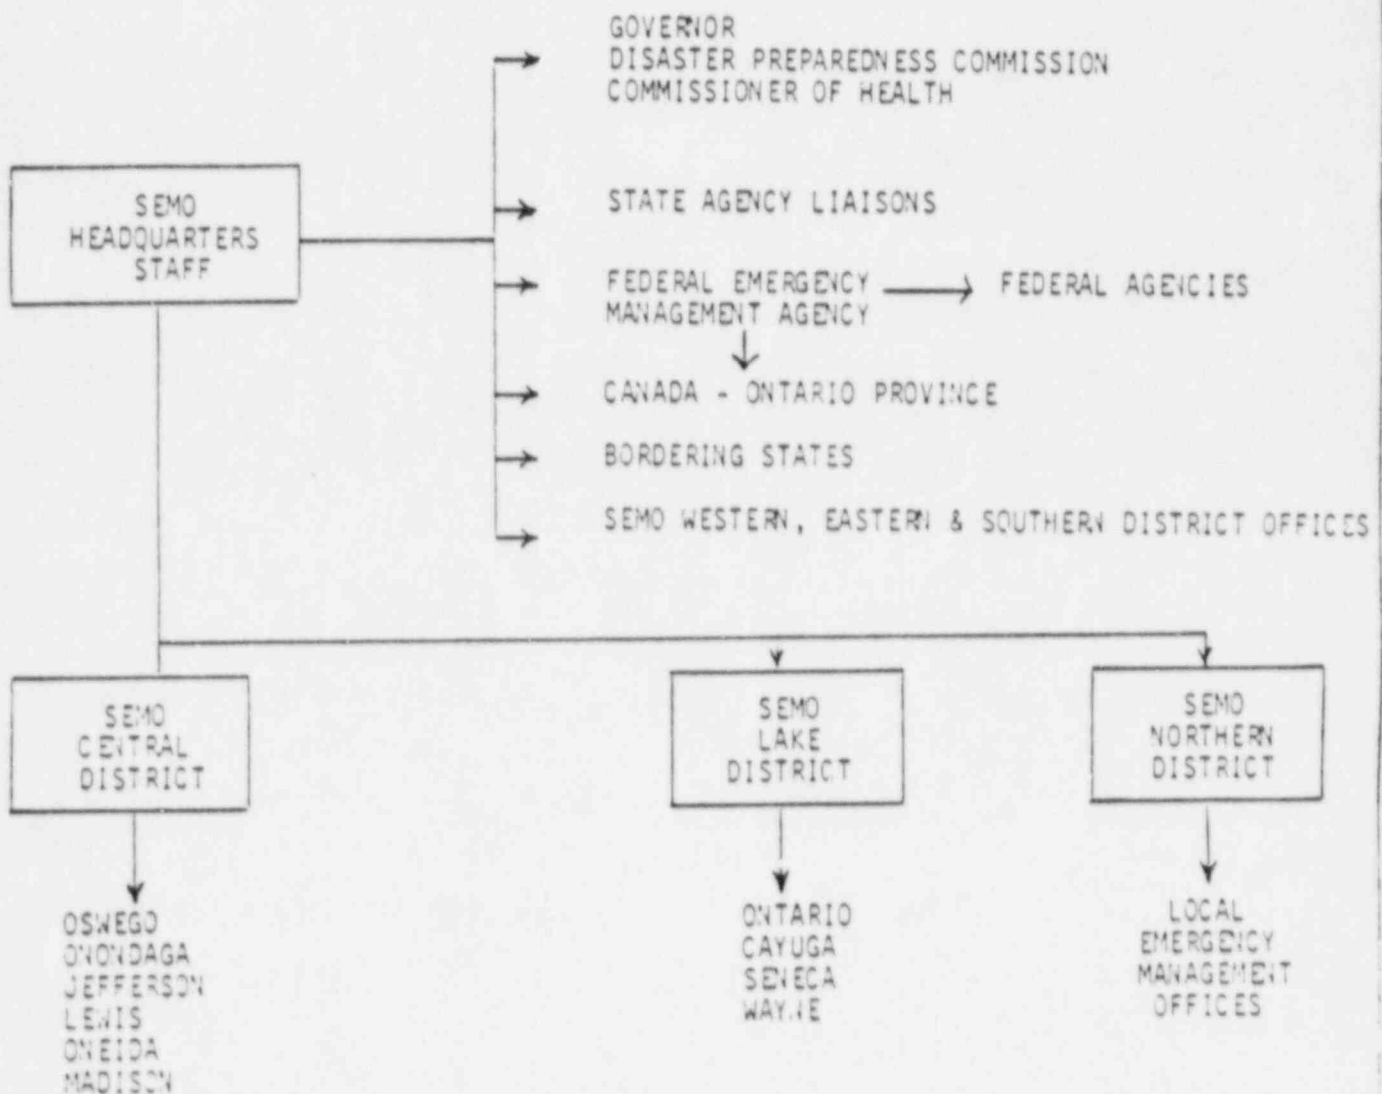 GOVERNOR
DISASTER PREPAREDNESS COMMISSION
COMMISSIONER OF HEALTH
SEMO
HEADQUARTERS
STAFF
STATE AGENCY LIAISONS
FEDERAL EMERGENCY
MANAGEMENT AGENCY
FEDERAL AGENCIES
CANADA - ONTARIO PROVINCE
BORDERING STATES
SEMO WESTERN, EASTERN & SOUTHERN DISTRICT OFFICES
SEMO
CENTRAL
DISTRICT
SEMO
LAKE
DISTRICT
SEMO
NORTHERN
DISTRICT
OSWEGO
ONONDAGA
JEFFERSON
LEWIS
ONEIDA
MADISON
ONTARIO
CAYUGA
SENECA
WAYNE
LOCAL
EMERGENCY
MANAGEMENT
OFFICES